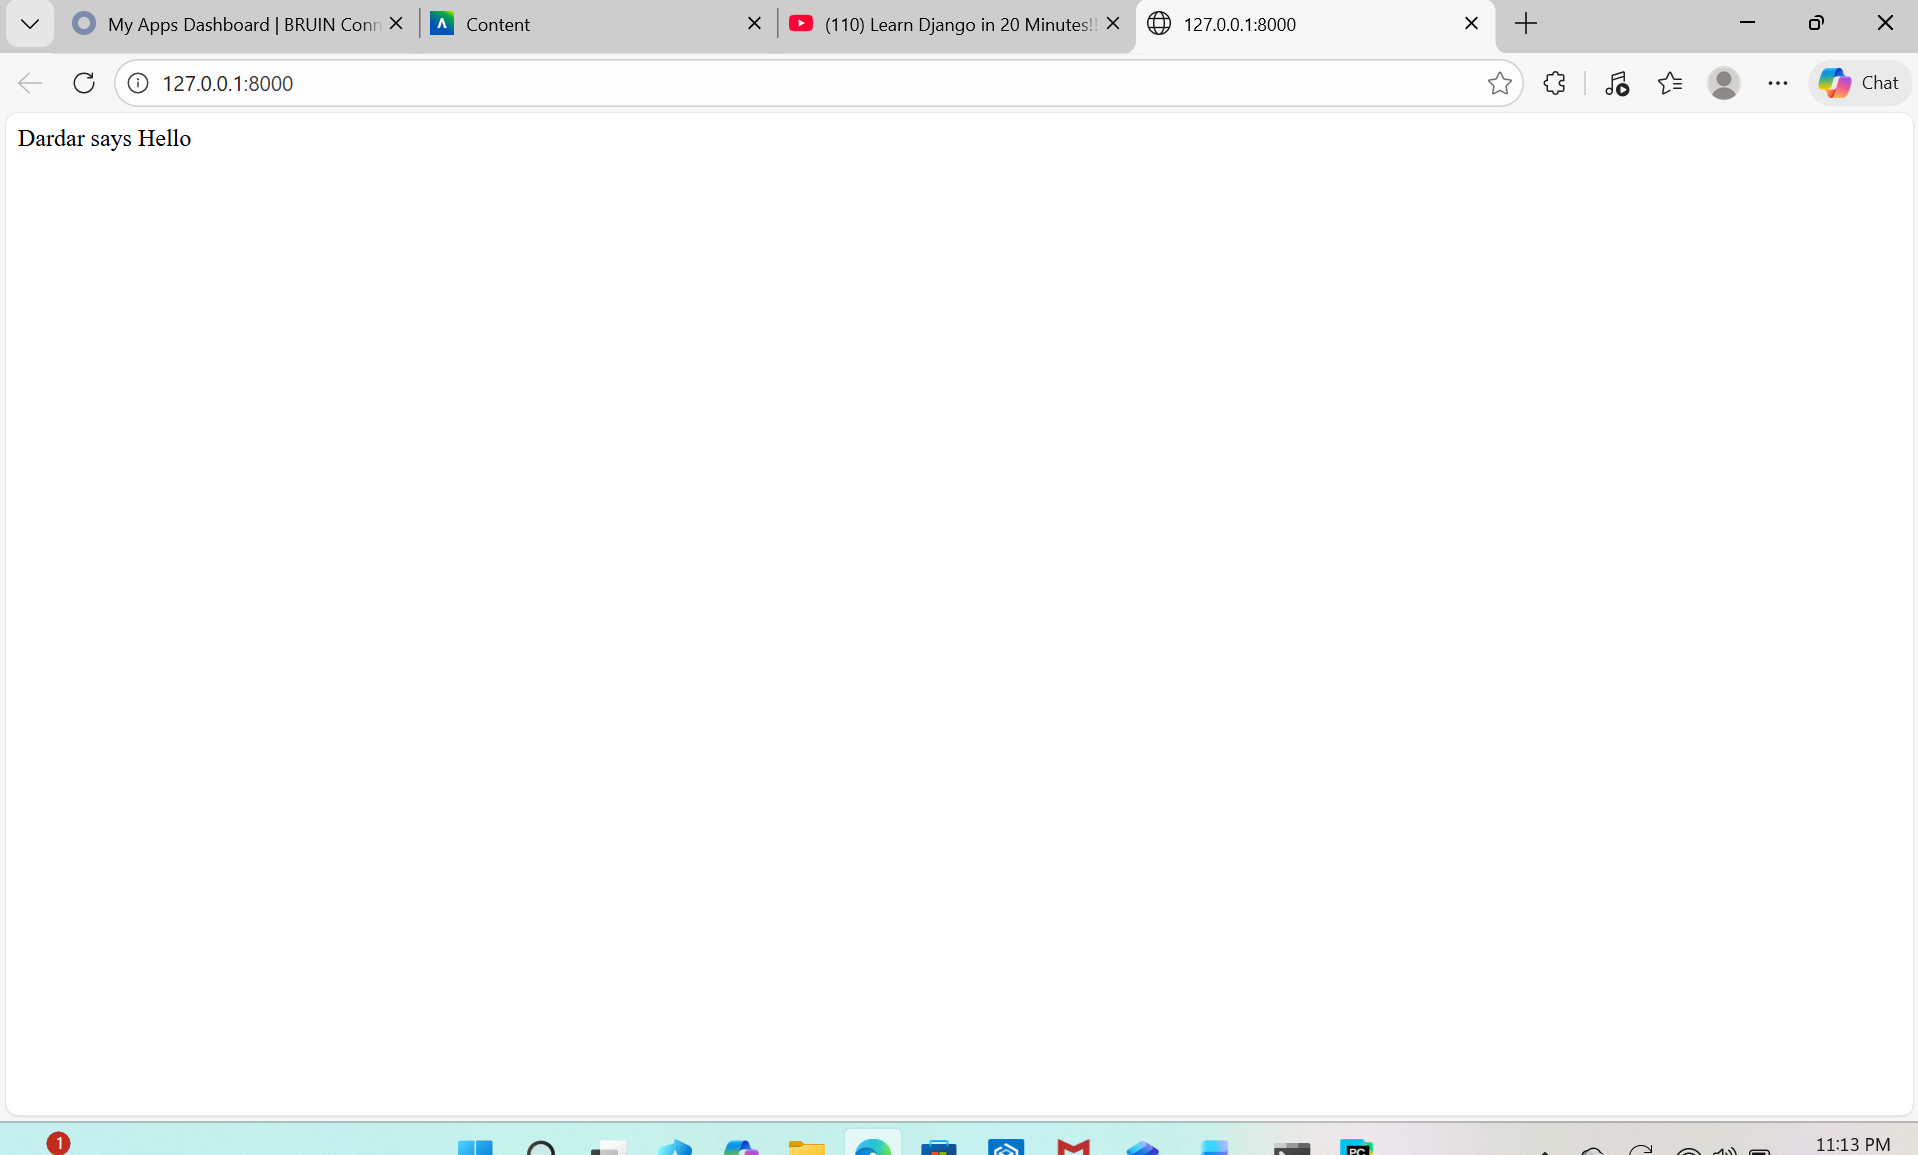 My Apps Dashboard | BRUIN Conn
Content
(110) Learn Django in 20 Minutes!!
127.0.0.1:8000
127.0.0.1:8000
Chat
Dardar says Hello
1
PC
11:13 PM